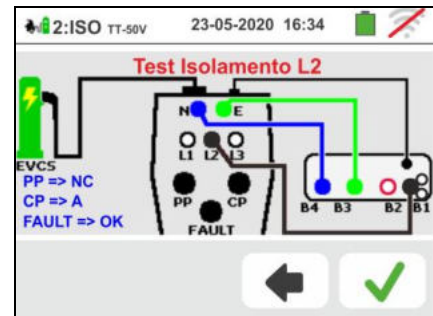 2:ISO TT-50V 23-05-2020 16:34
Test Isolamento L2
N E
L1 L2 L3
EVCS
PP => NC
CP => A
FAULT => OK
PP CP
FAULT
B4 B3 B2 B1